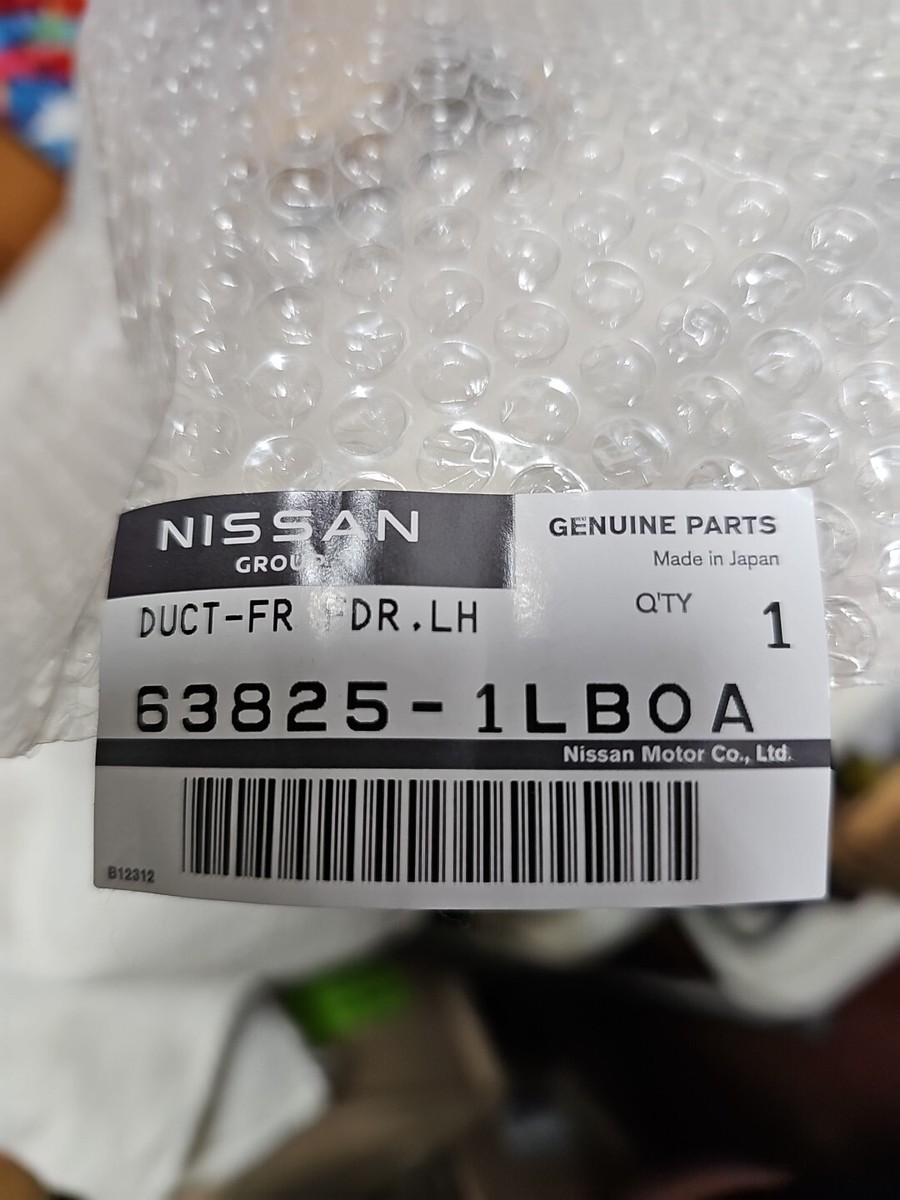 NISSAN
GROUP
GENUINE PARTS
Made in Japan
DUCT-FR FDR.LH
Q'TY 1
63825-1LB0A
Nissan Motor Co., Ltd.
B12312